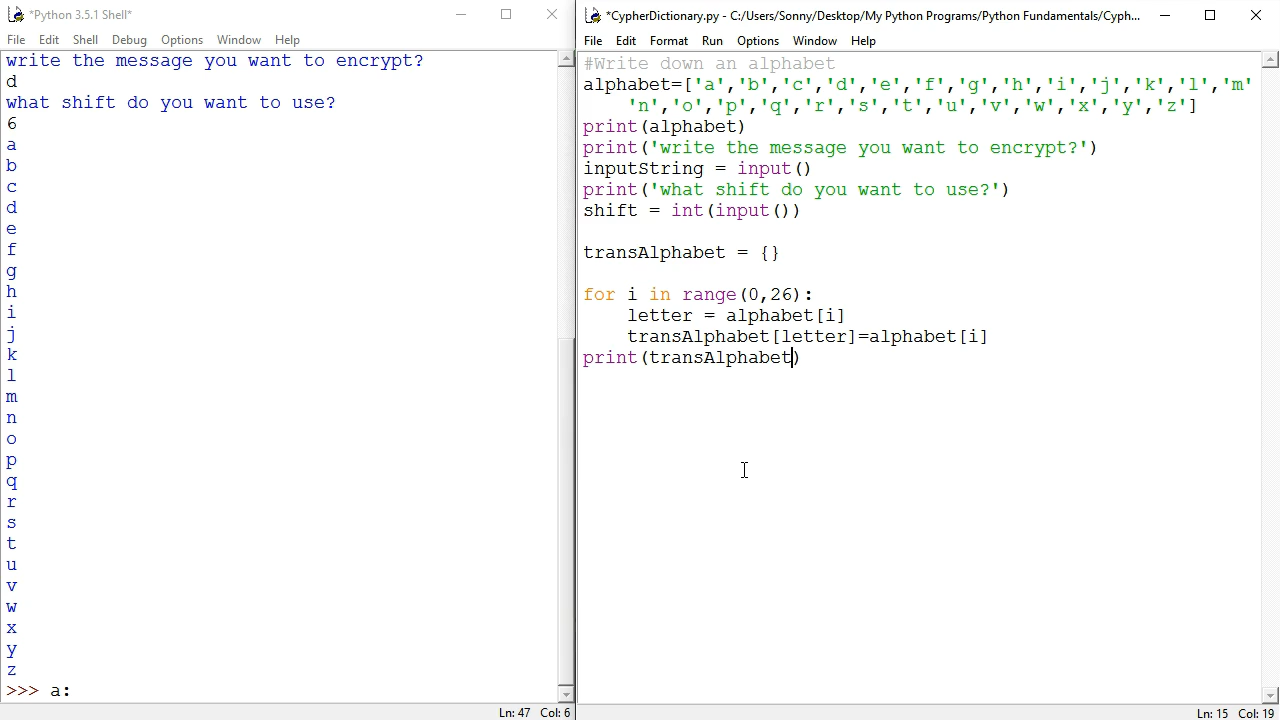 *Python 3.5.1 Shell*
File Edit Shell Debug Options Window Help
write the message you want to encrypt?
d
what shift do you want to use?
6
a
b
c
d
e
f
g
h
i
j
k
l
m
n
o
p
q
r
s
t
u
v
w
x
y
z
>>> a:
Ln: 47 Col: 6
*CypherDictionary.py - C:/Users/Sonny/Desktop/My Python Programs/Python Fundamentals/Cyph...
File Edit Format Run Options Window Help
#Write down an alphabet
alphabet=['a','b','c','d','e','f','g','h','i','j','k','l','m'
'n','o','p','q','r','s','t','u','v','w','x','y','z']
print(alphabet)
print('write the message you want to encrypt?')
inputString = input()
print('what shift do you want to use?')
shift = int(input())
transAlphabet = {}
for i in range(0,26):
letter = alphabet[i]
transAlphabet[letter]=alphabet[i]
print(transAlphabet)
Ln: 15 Col: 19